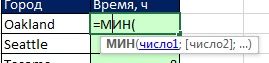 Город Время, ч
Oakland =МИН(
Seattle МИН(число1; [число2]; ...)